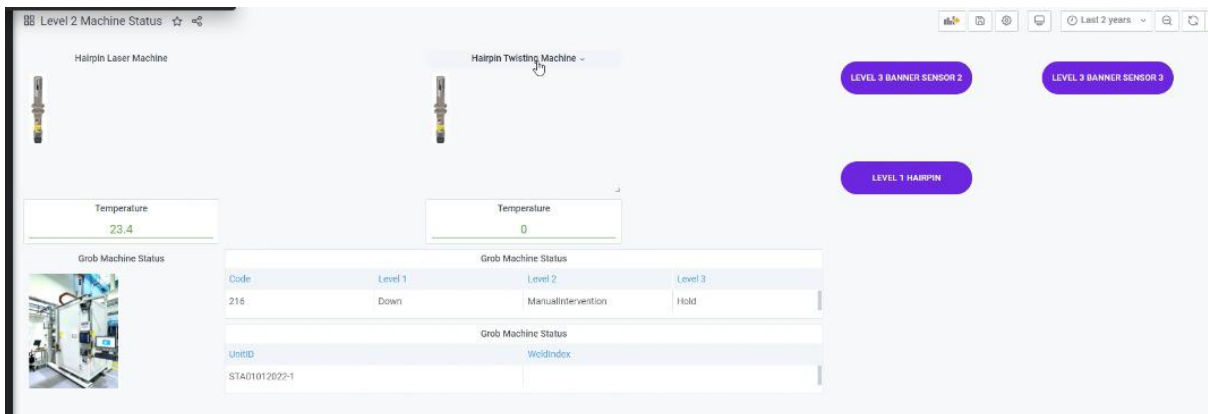 Level 2 Machine Status
Last 2 years
Hairpin Laser Machine
Hairpin Twisting Machine
LEVEL 3 BANNER SENSOR 2
LEVEL 3 BANNER SENSOR 3
LEVEL 1 HAIRPIN
Temperature
23.4
Temperature
0
Grob Machine Status
Grob Machine Status
Code Level 1 Level 2 Level 3
216 Down ManualIntervention Hold
Grob Machine Status
UnitID WeldIndex
STA01012022-1